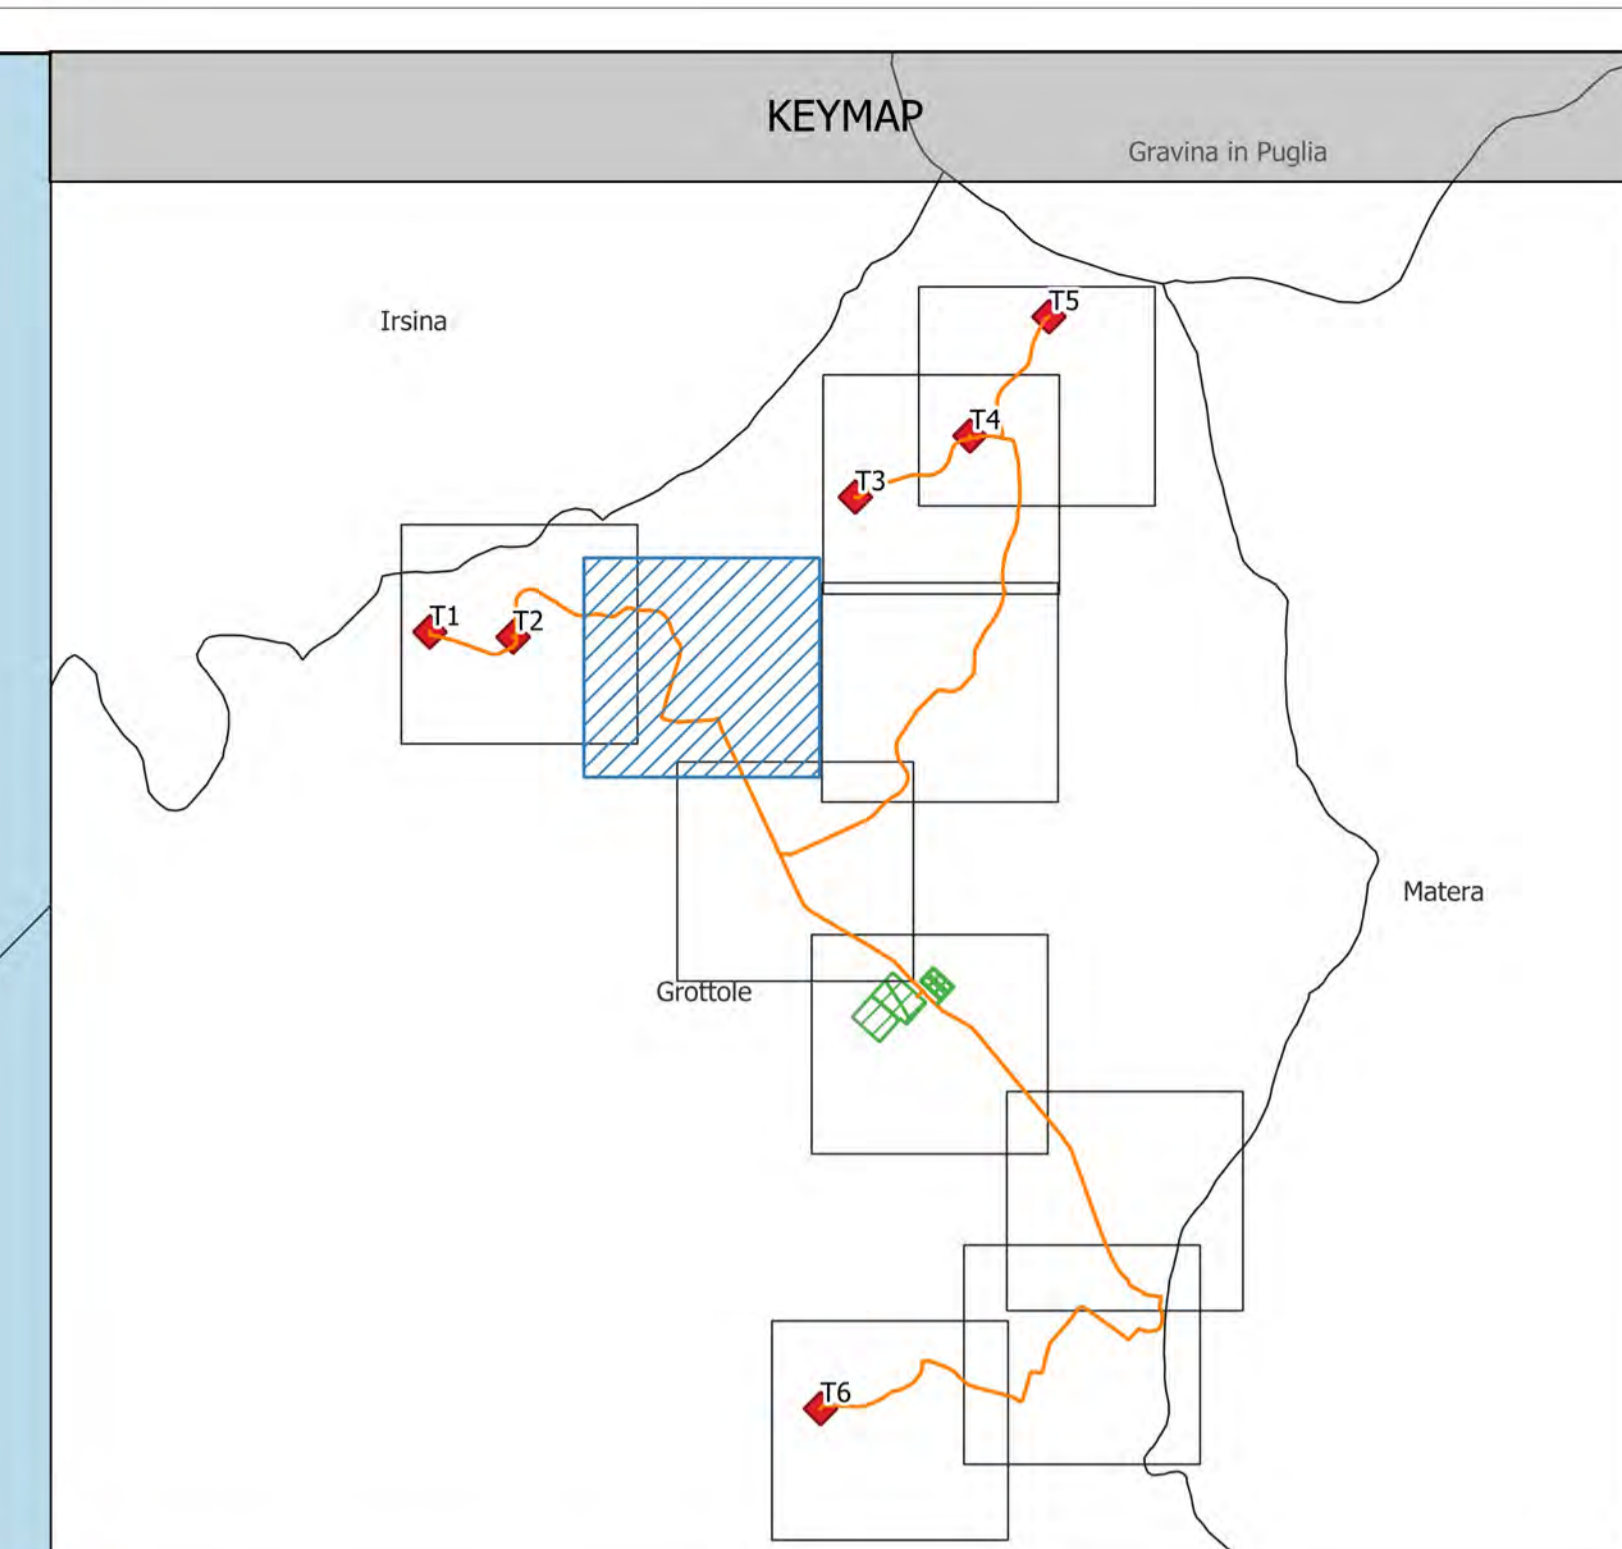 KEYMAP
Gravina in Puglia
Irsina
T5
T4
T3
T1
T2
Matera
Grottole
T6